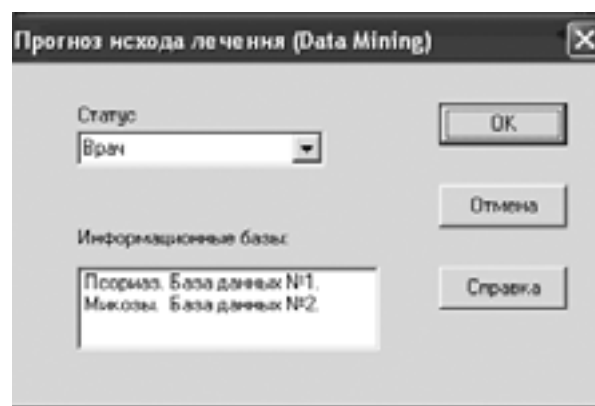 Прогноз исхода лечения (Data Mining)
Статус
Врач
OK
Отмена
Информационные базы:
Псориаз. База данных №1.
Микозы. База данных №2.
Справка